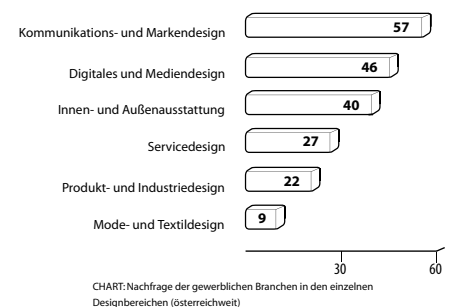 Kommunikations- und Markendesign 57
Digitales und Mediendesign 46
Innen- und Außenausstattung 40
Servicedesign 27
Produkt- und Industriedesign 22
Mode- und Textildesign 9
30 60
CHART: Nachfrage der gewerblichen Branchen in den einzelnen
Designbereichen (österreichweit)